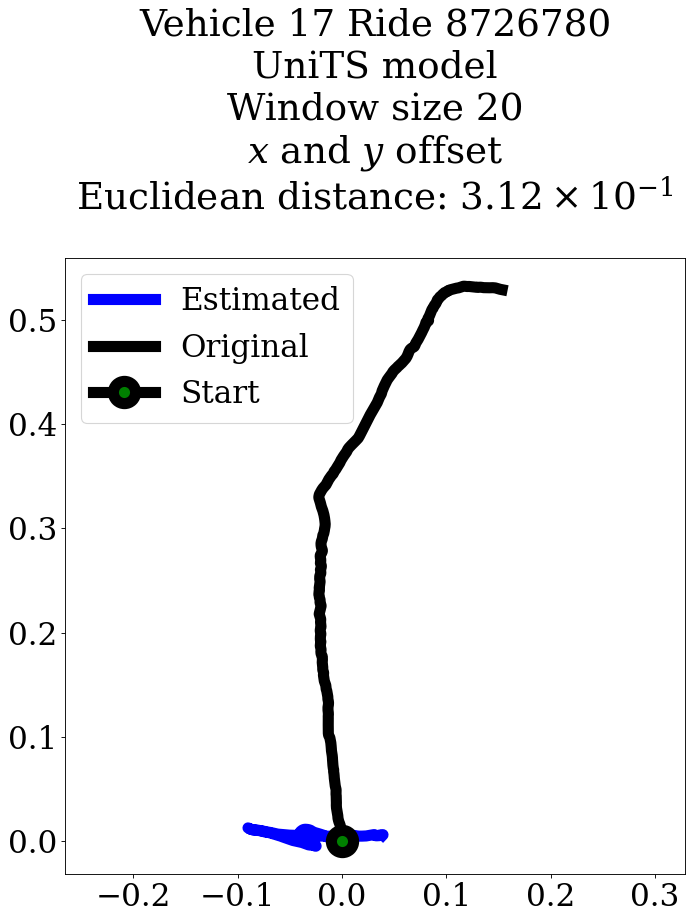 Vehicle 17 Ride 8726780
UniTS model
Window size 20
x and y offset
Euclidean distance: 3.12 × 10⁻¹
Estimated
Original
Start
0.5
0.4
0.3
0.2
0.1
0.0
−0.2 −0.1 0.0 0.1 0.2 0.3